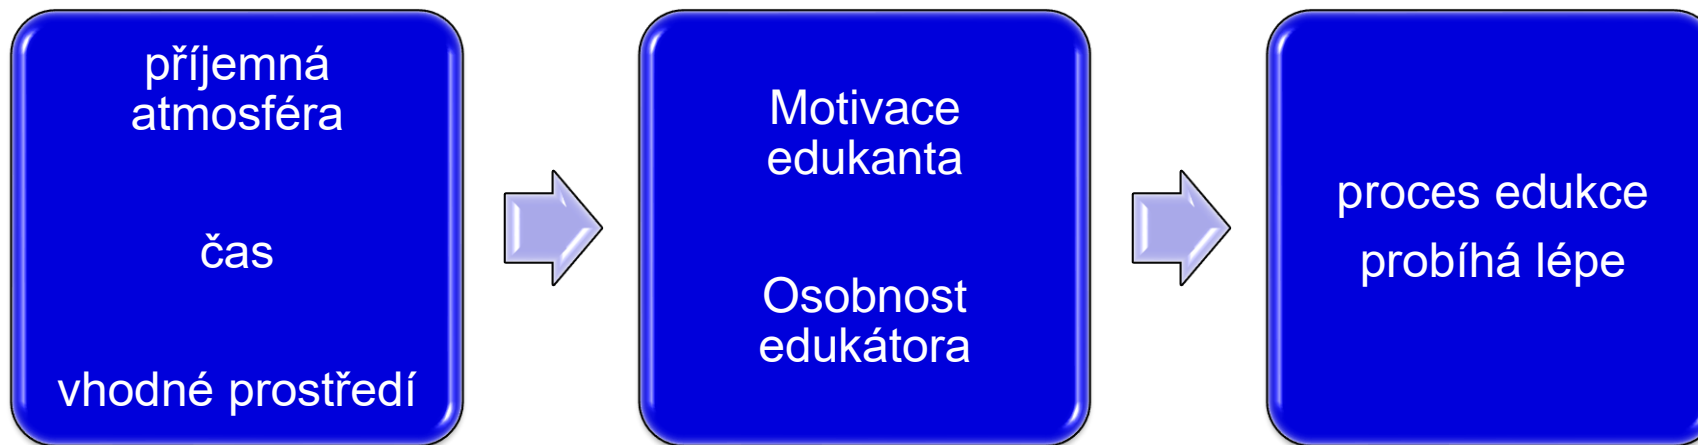 příjemná
atmosféra
čas
vhodné prostředí
Motivace
edukanta
Osobnost
edukátora
proces edukce
probíhá lépe